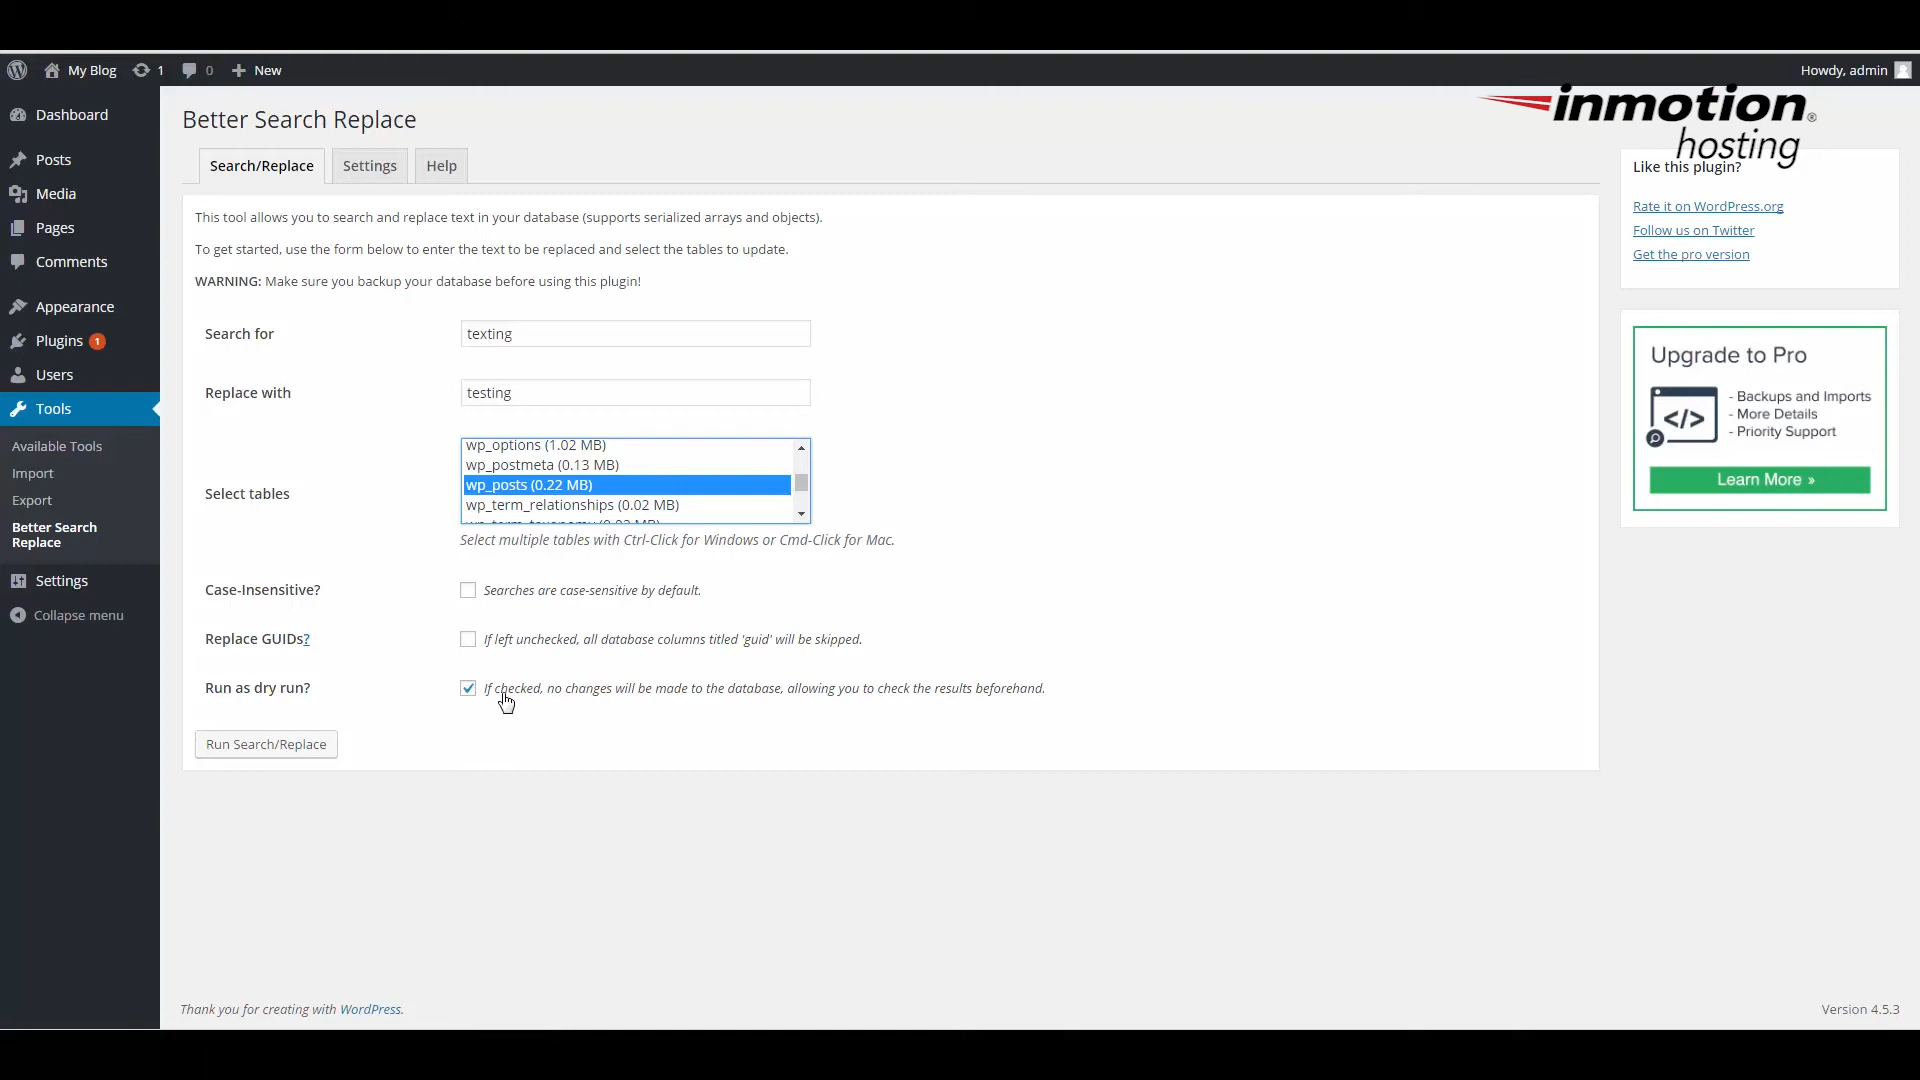 My Blog 1 0 New Howdy, admin
inmotion®
hosting
Dashboard
Posts
Media
Pages
Comments
Appearance
Plugins 1
Users
Tools
Available Tools
Import
Export
Better Search
Replace
Settings
Collapse menu
Better Search Replace
Search/Replace Settings Help
This tool allows you to search and replace text in your database (supports serialized arrays and objects).
To get started, use the form below to enter the text to be replaced and select the tables to update.
WARNING: Make sure you backup your database before using this plugin!
Search for texting
Replace with testing
Select tables
wp_options (1.02 MB)
wp_postmeta (0.13 MB)
wp_posts (0.22 MB)
wp_term_relationships (0.02 MB)
wp_term_taxonomy (0.02 MB)
Select multiple tables with Ctrl-Click for Windows or Cmd-Click for Mac.
Case-Insensitive? Searches are case-sensitive by default.
Replace GUIDs? If left unchecked, all database columns titled 'guid' will be skipped.
Run as dry run? If checked, no changes will be made to the database, allowing you to check the results beforehand.
Run Search/Replace
Like this plugin?
Rate it on WordPress.org
Follow us on Twitter
Get the pro version
Upgrade to Pro
</>
- Backups and Imports
- More Details
- Priority Support
Learn More »
Thank you for creating with WordPress.
Version 4.5.3